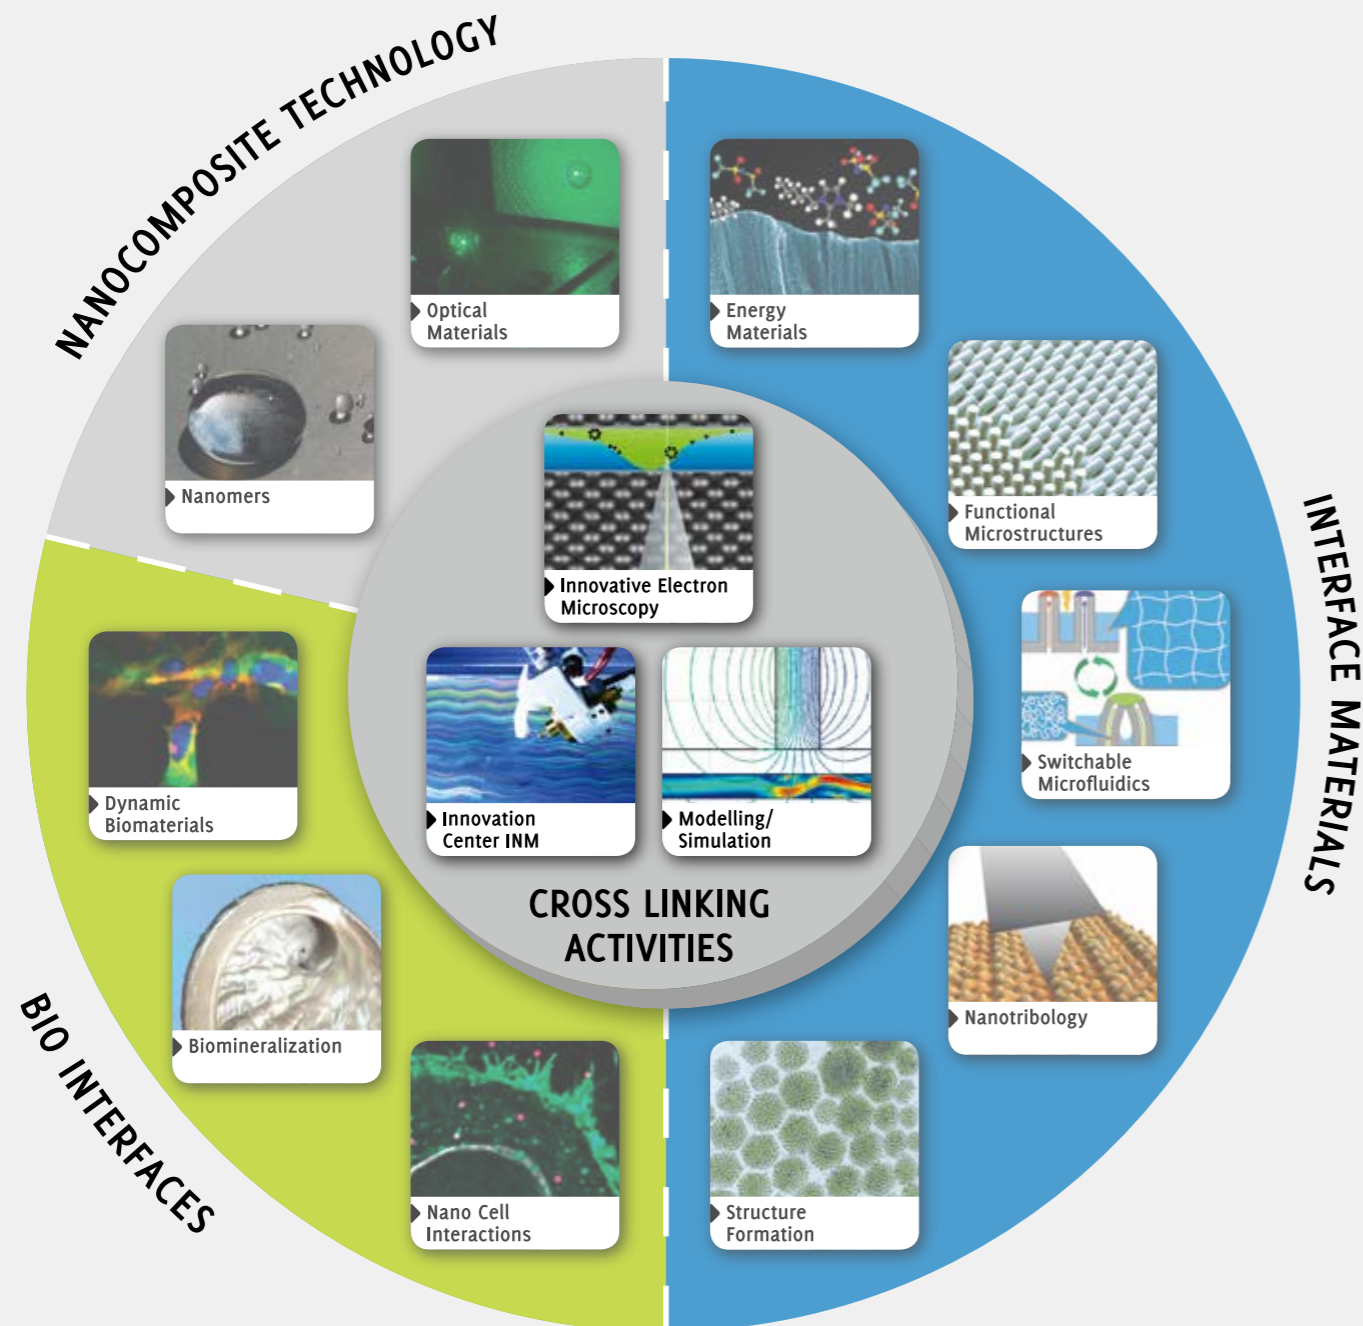 NANOCOMPOSITE TECHNOLOGY
Optical
Materials
Nanomers
Energy
Materials
Functional
Microstructures
Switchable
Microfluidics
Nanotribology
Structure
Formation
INTERFACE MATERIALS
Innovative Electron
Microscopy
Innovation
Center INM
Modelling/
Simulation
CROSS LINKING
ACTIVITIES
Dynamic
Biomaterials
Biomineralization
Nano Cell
Interactions
BIO INTERFACES